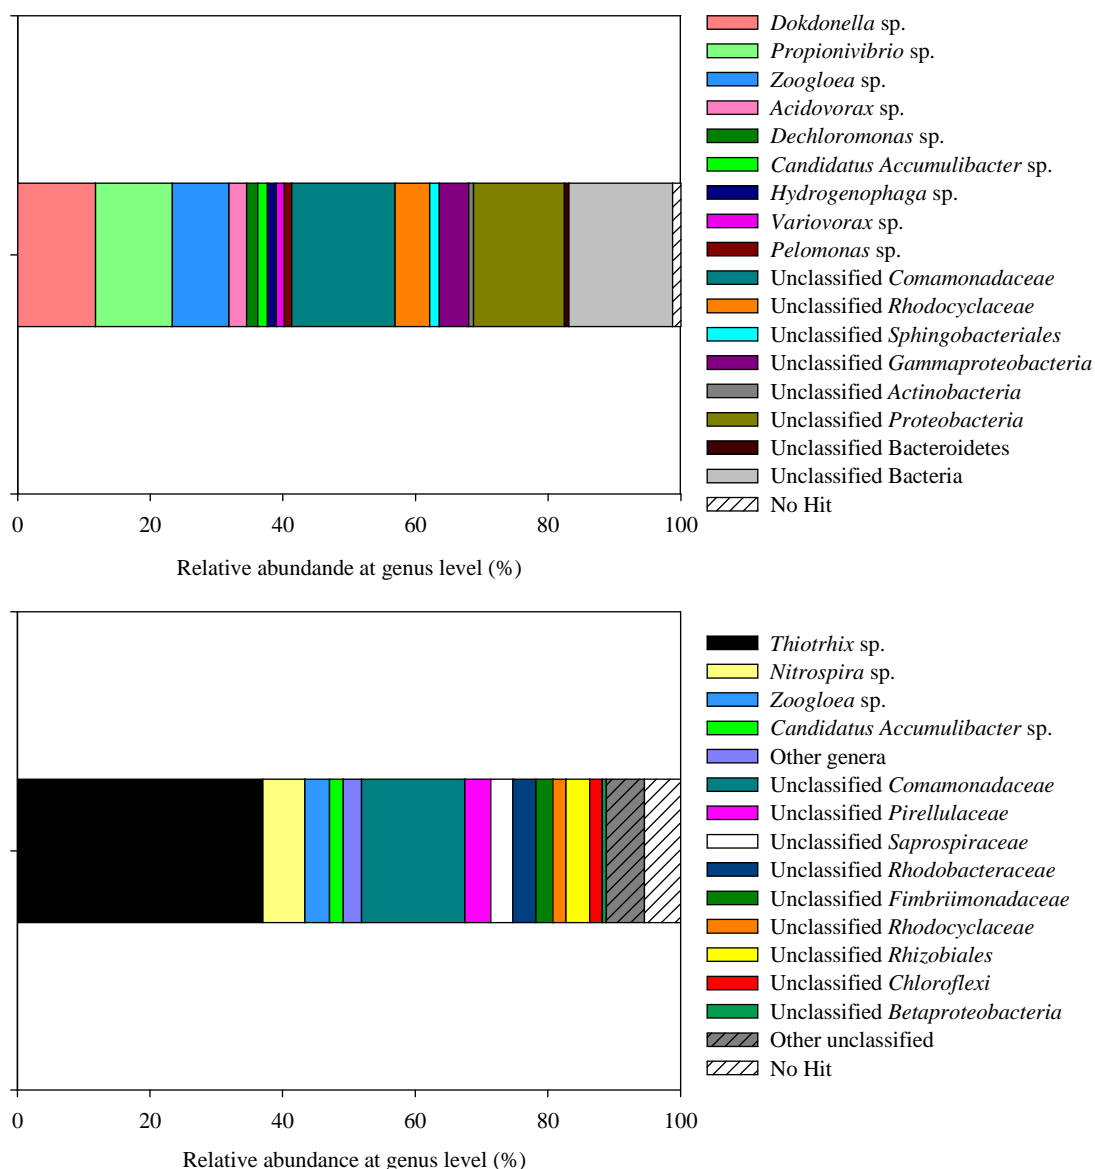 Dokdonella sp.
Propionivibrio sp.
Zoogloea sp.
Acidovorax sp.
Dechloromonas sp.
Candidatus Accumulibacter sp.
Hydrogenophaga sp.
Variovorax sp.
Pelomonas sp.
Unclassified Comamonadaceae
Unclassified Rhodocyclaceae
Unclassified Sphingobacteriales
Unclassified Gammaproteobacteria
Unclassified Actinobacteria
Unclassified Proteobacteria
Unclassified Bacteroidetes
Unclassified Bacteria
No Hit
0 20 40 60 80 100
Relative abundande at genus level (%)
Thiotrhix sp.
Nitrospira sp.
Zoogloea sp.
Candidatus Accumulibacter sp.
Other genera
Unclassified Comamonadaceae
Unclassified Pirellulaceae
Unclassified Saprospiraceae
Unclassified Rhodobacteraceae
Unclassified Fimbriimonadaceae
Unclassified Rhodocyclaceae
Unclassified Rhizobiales
Unclassified Chloroflexi
Unclassified Betaproteobacteria
Other unclassified
No Hit
0 20 40 60 80 100
Relative abundance at genus level (%)